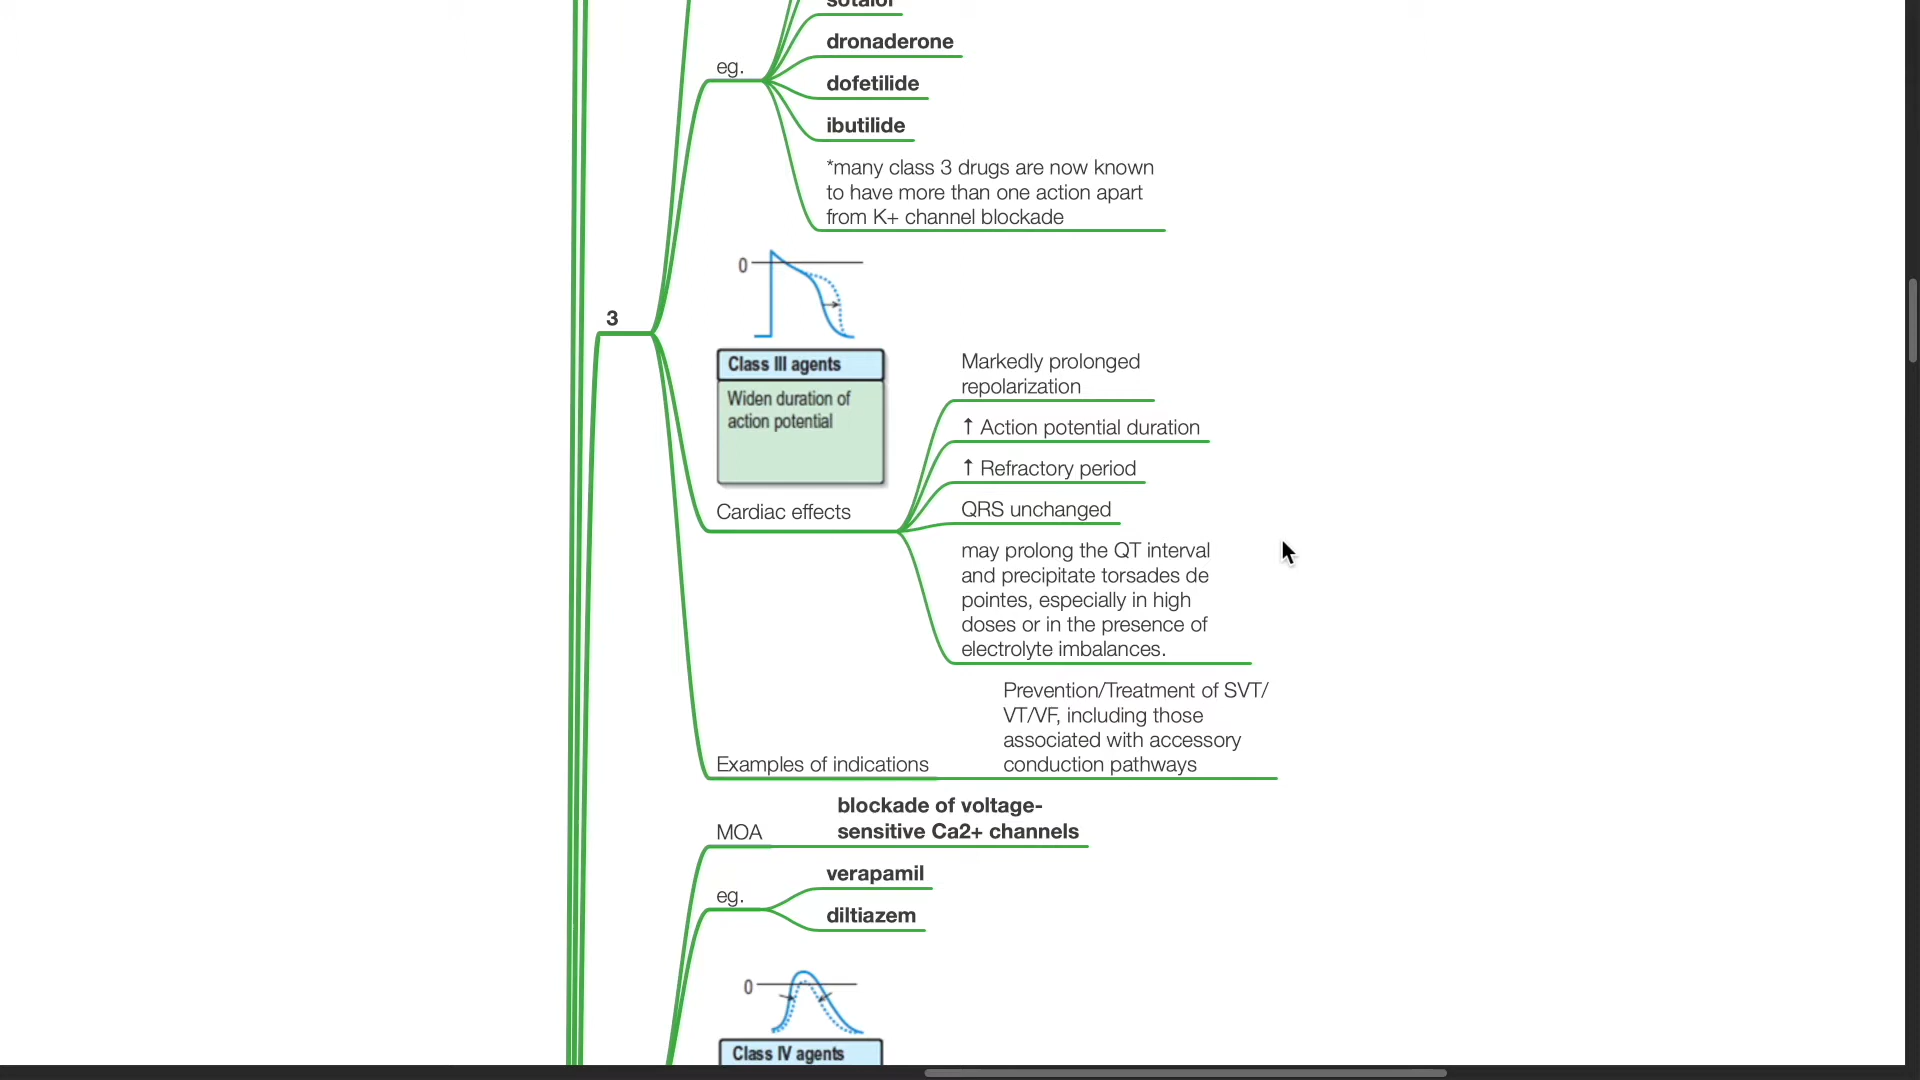 sotalol
dronaderone
eg.
dofetilide
ibutilide
*many class 3 drugs are now known
to have more than one action apart
from K+ channel blockade
0
3
Class III agents
Widen duration of
action potential
Cardiac effects
Markedly prolonged
repolarization
↑ Action potential duration
↑ Refractory period
QRS unchanged
may prolong the QT interval
and precipitate torsades de
pointes, especially in high
doses or in the presence of
electrolyte imbalances.
Examples of indications
Prevention/Treatment of SVT/
VT/VF, including those
associated with accessory
conduction pathways
MOA
blockade of voltage-
sensitive Ca2+ channels
eg.
verapamil
diltiazem
0
Class IV agents